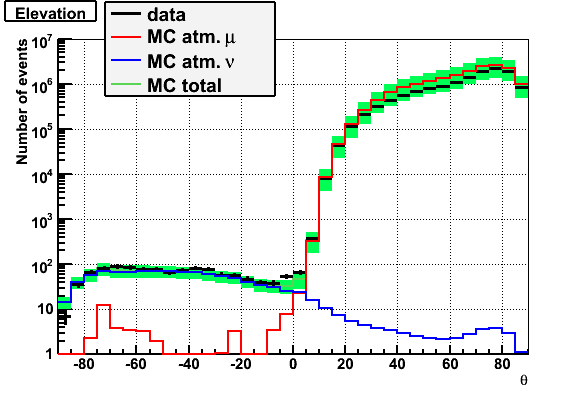 Elevation
data
MC atm. μ
MC atm. ν
MC total
Number of events
10⁷
10⁶
10⁵
10⁴
10³
10²
10
1
-80 -60 -40 -20 0 20 40 60 80
θ